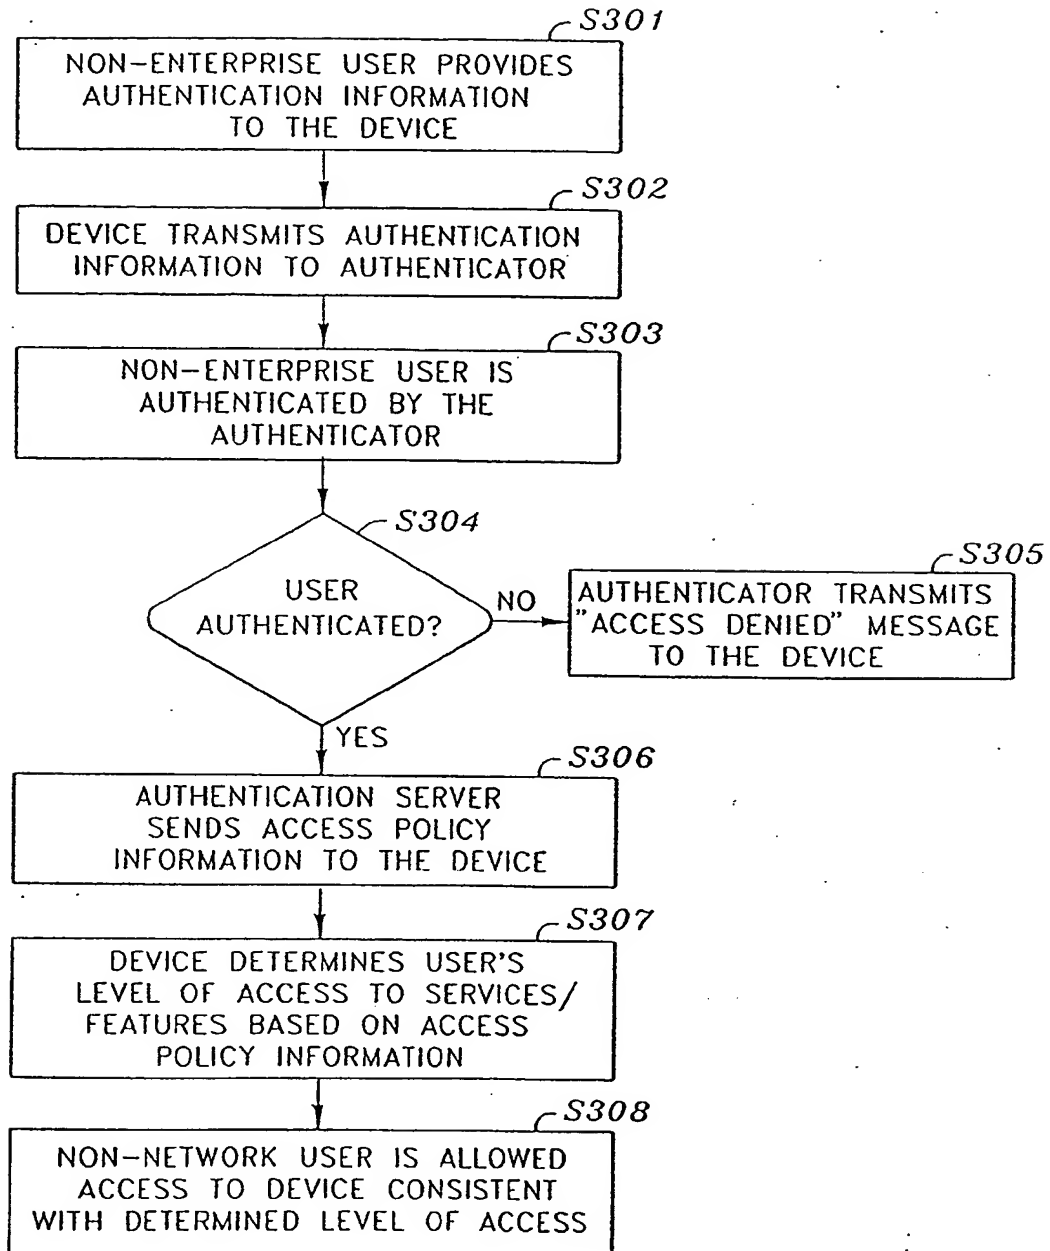 S301
NON-ENTERPRISE USER PROVIDES
AUTHENTICATION INFORMATION
TO THE DEVICE
S302
DEVICE TRANSMITS AUTHENTICATION
INFORMATION TO AUTHENTICATOR
S303
NON-ENTERPRISE USER IS
AUTHENTICATED BY THE
AUTHENTICATOR
S304
USER
AUTHENTICATED?
NO
S305
AUTHENTICATOR TRANSMITS
"ACCESS DENIED" MESSAGE
TO THE DEVICE
YES
S306
AUTHENTICATION SERVER
SENDS ACCESS POLICY
INFORMATION TO THE DEVICE
S307
DEVICE DETERMINES USER'S
LEVEL OF ACCESS TO SERVICES/
FEATURES BASED ON ACCESS
POLICY INFORMATION
S308
NON-NETWORK USER IS ALLOWED
ACCESS TO DEVICE CONSISTENT
WITH DETERMINED LEVEL OF ACCESS